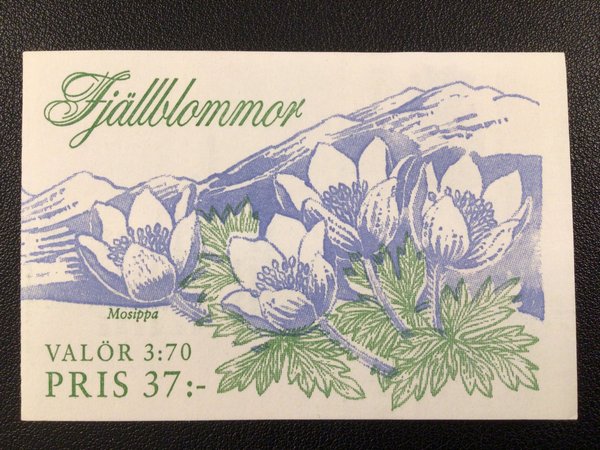 Fjällblommor
Mosippa
VALÖR 3:70
PRIS 37:-